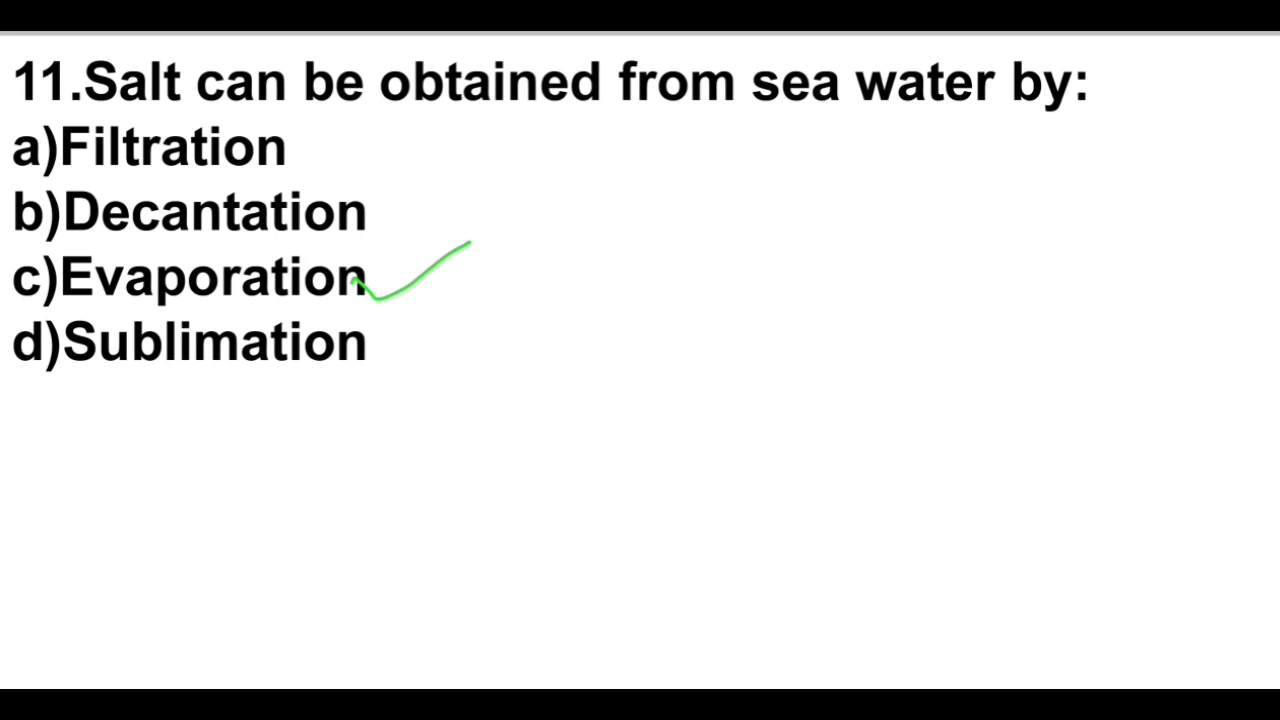 11.Salt can be obtained from sea water by:
a)Filtration
b)Decantation
c)Evaporation
d)Sublimation